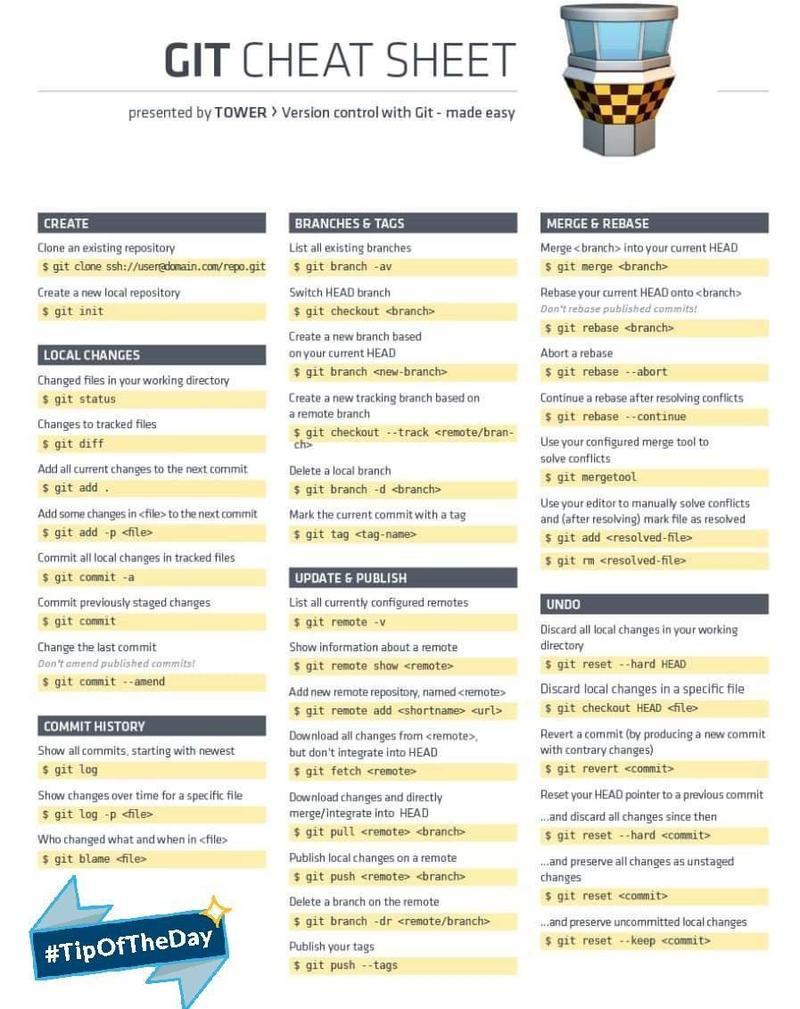 GIT CHEAT SHEET
presented by TOWER › Version control with Git - made easy
CREATE
Clone an existing repository
$ git clone ssh://user@domain.com/repo.git
Create a new local repository
$ git init
LOCAL CHANGES
Changed files in your working directory
$ git status
Changes to tracked files
$ git diff
Add all current changes to the next commit
$ git add .
Add some changes in <file> to the next commit
$ git add -p <file>
Commit all local changes in tracked files
$ git commit -a
Commit previously staged changes
$ git commit
Change the last commit
Don't amend published commits!
$ git commit --amend
COMMIT HISTORY
Show all commits, starting with newest
$ git log
Show changes over time for a specific file
$ git log -p <file>
Who changed what and when in <file>
$ git blame <file>
#TipOfTheDay
BRANCHES & TAGS
List all existing branches
$ git branch -av
Switch HEAD branch
$ git checkout <branch>
Create a new branch based
on your current HEAD
$ git branch <new-branch>
Create a new tracking branch based on
a remote branch
$ git checkout --track <remote/bran-
ch>
Delete a local branch
$ git branch -d <branch>
Mark the current commit with a tag
$ git tag <tag-name>
UPDATE & PUBLISH
List all currently configured remotes
$ git remote -v
Show information about a remote
$ git remote show <remote>
Add new remote repository, named <remote>
$ git remote add <shortname> <url>
Download all changes from <remote>,
but don't integrate into HEAD
$ git fetch <remote>
Download changes and directly
merge/integrate into HEAD
$ git pull <remote> <branch>
Publish local changes on a remote
$ git push <remote> <branch>
Delete a branch on the remote
$ git branch -dr <remote/branch>
Publish your tags
$ git push --tags
MERGE & REBASE
Merge <branch> into your current HEAD
$ git merge <branch>
Rebase your current HEAD onto <branch>
Don't rebase published commits!
$ git rebase <branch>
Abort a rebase
$ git rebase --abort
Continue a rebase after resolving conflicts
$ git rebase --continue
Use your configured merge tool to
solve conflicts
$ git mergetool
Use your editor to manually solve conflicts
and (after resolving) mark file as resolved
$ git add <resolved-file>
$ git rm <resolved-file>
UNDO
Discard all local changes in your working
directory
$ git reset --hard HEAD
Discard local changes in a specific file
$ git checkout HEAD <file>
Revert a commit (by producing a new commit
with contrary changes)
$ git revert <commit>
Reset your HEAD pointer to a previous commit
...and discard all changes since then
$ git reset --hard <commit>
...and preserve all changes as unstaged
changes
$ git reset <commit>
...and preserve uncommitted local changes
$ git reset --keep <commit>